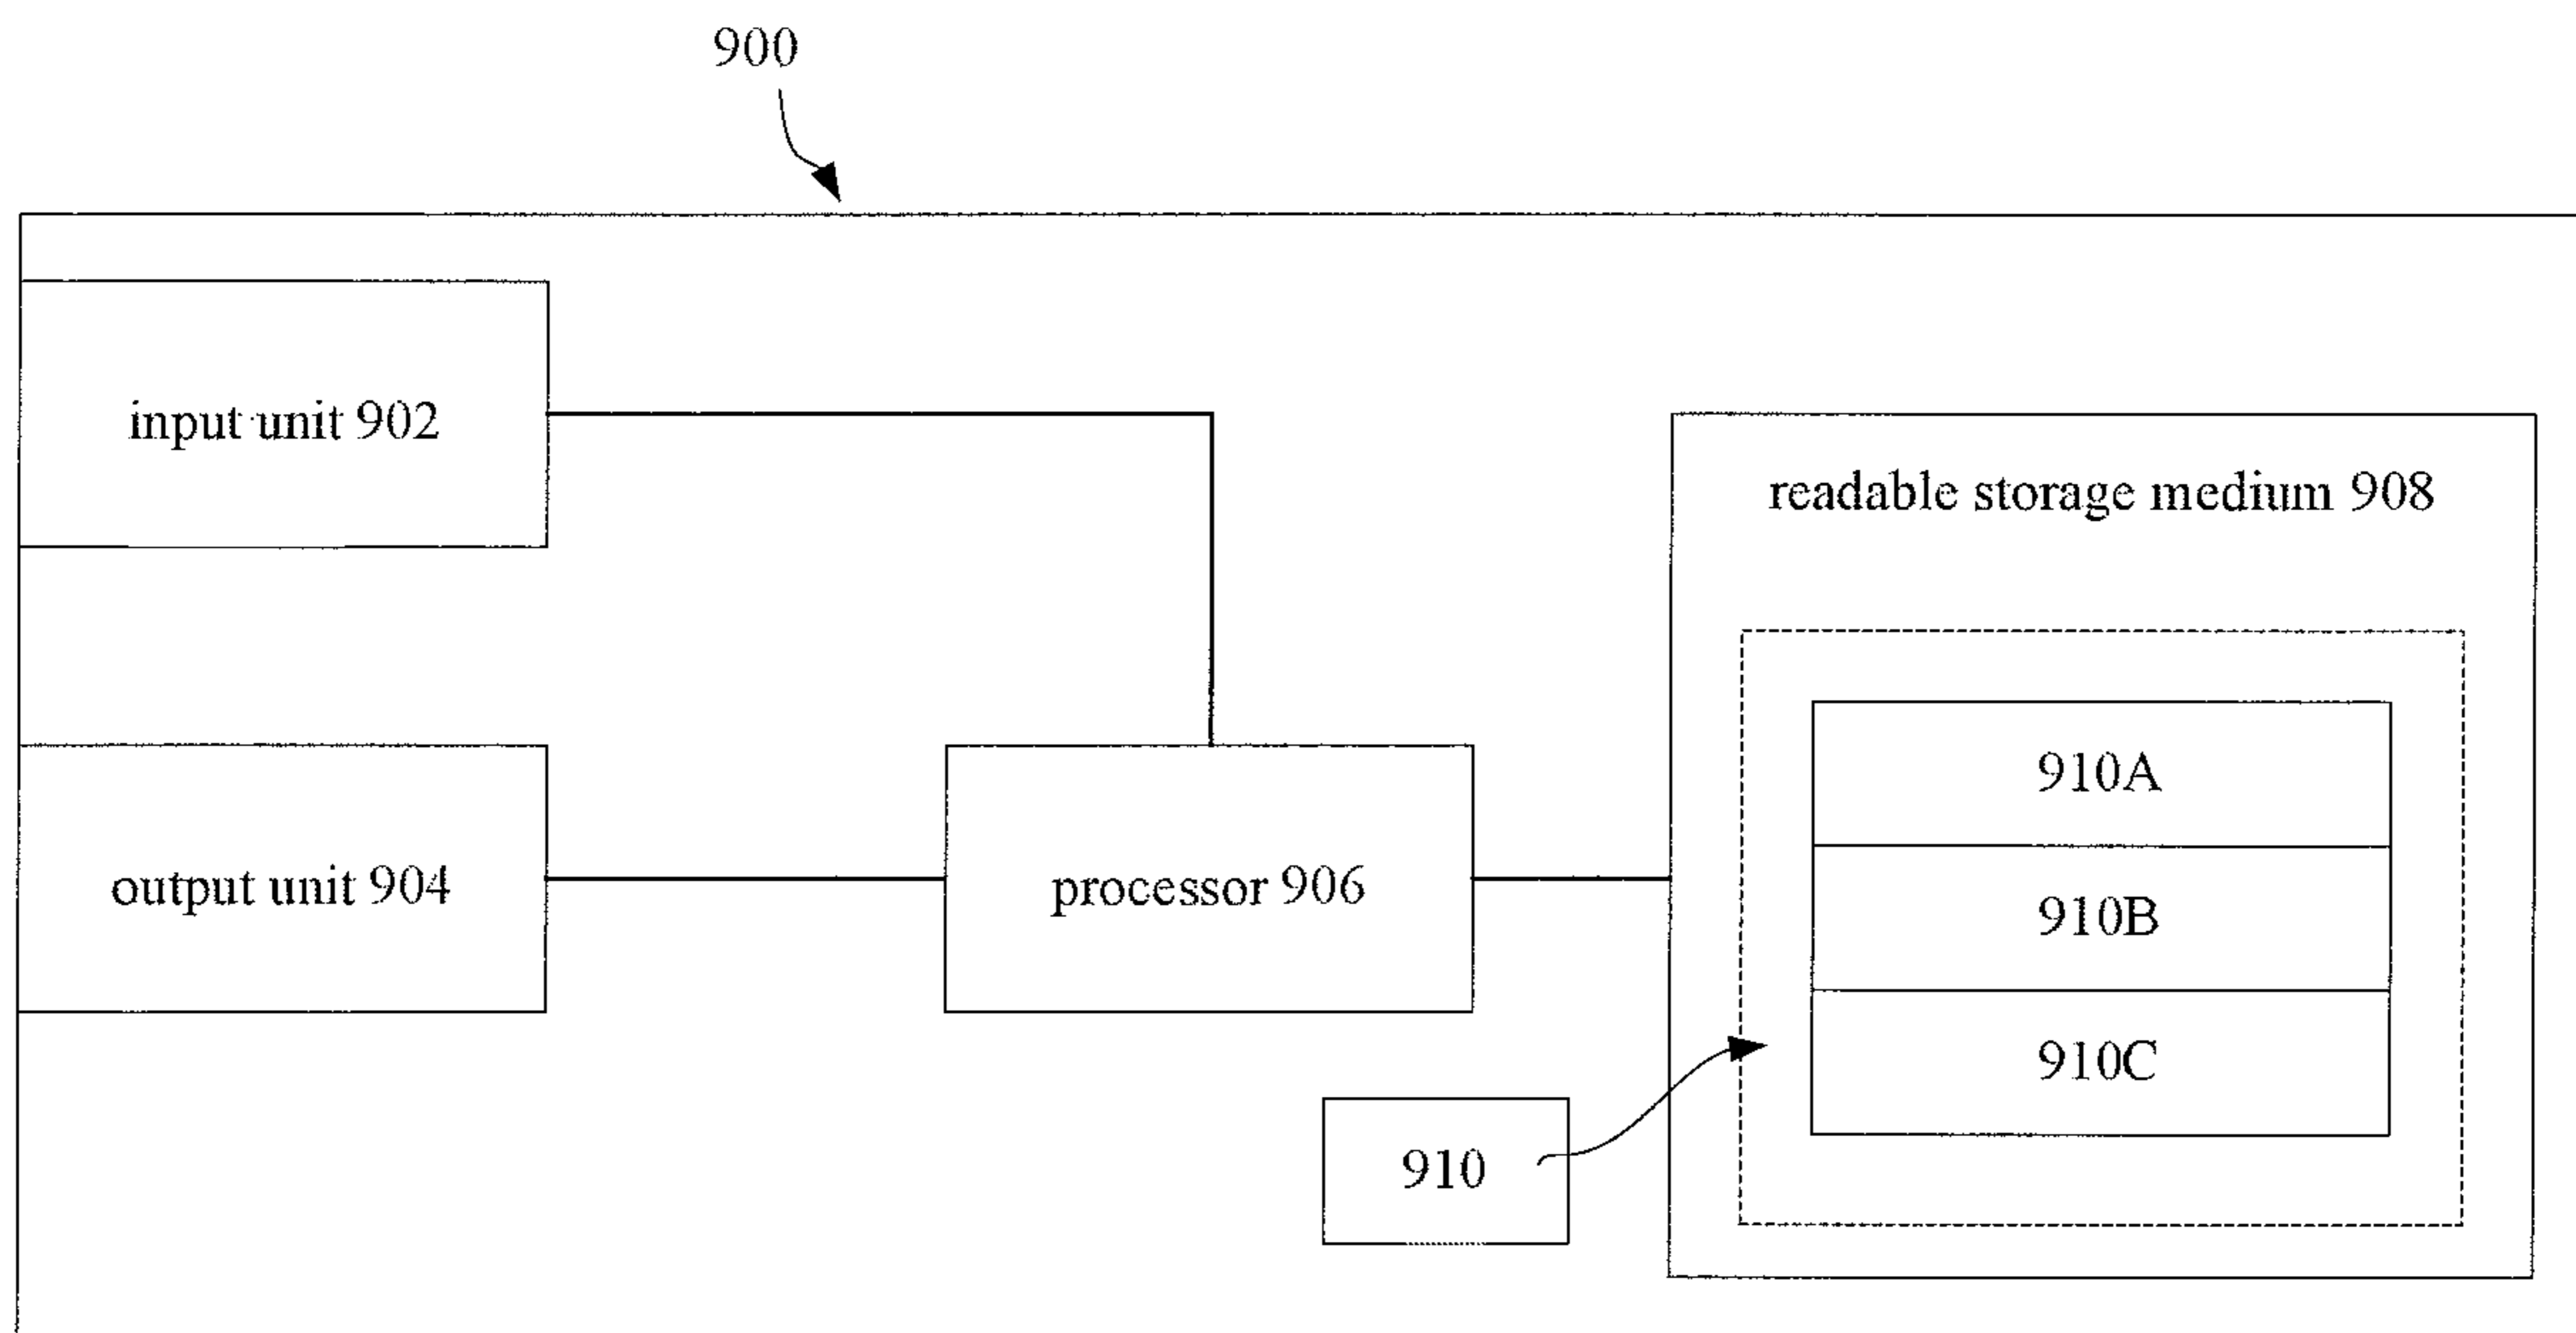 900
input unit 902
readable storage medium 908
910A
output unit 904
processor 906
910B
910C
910